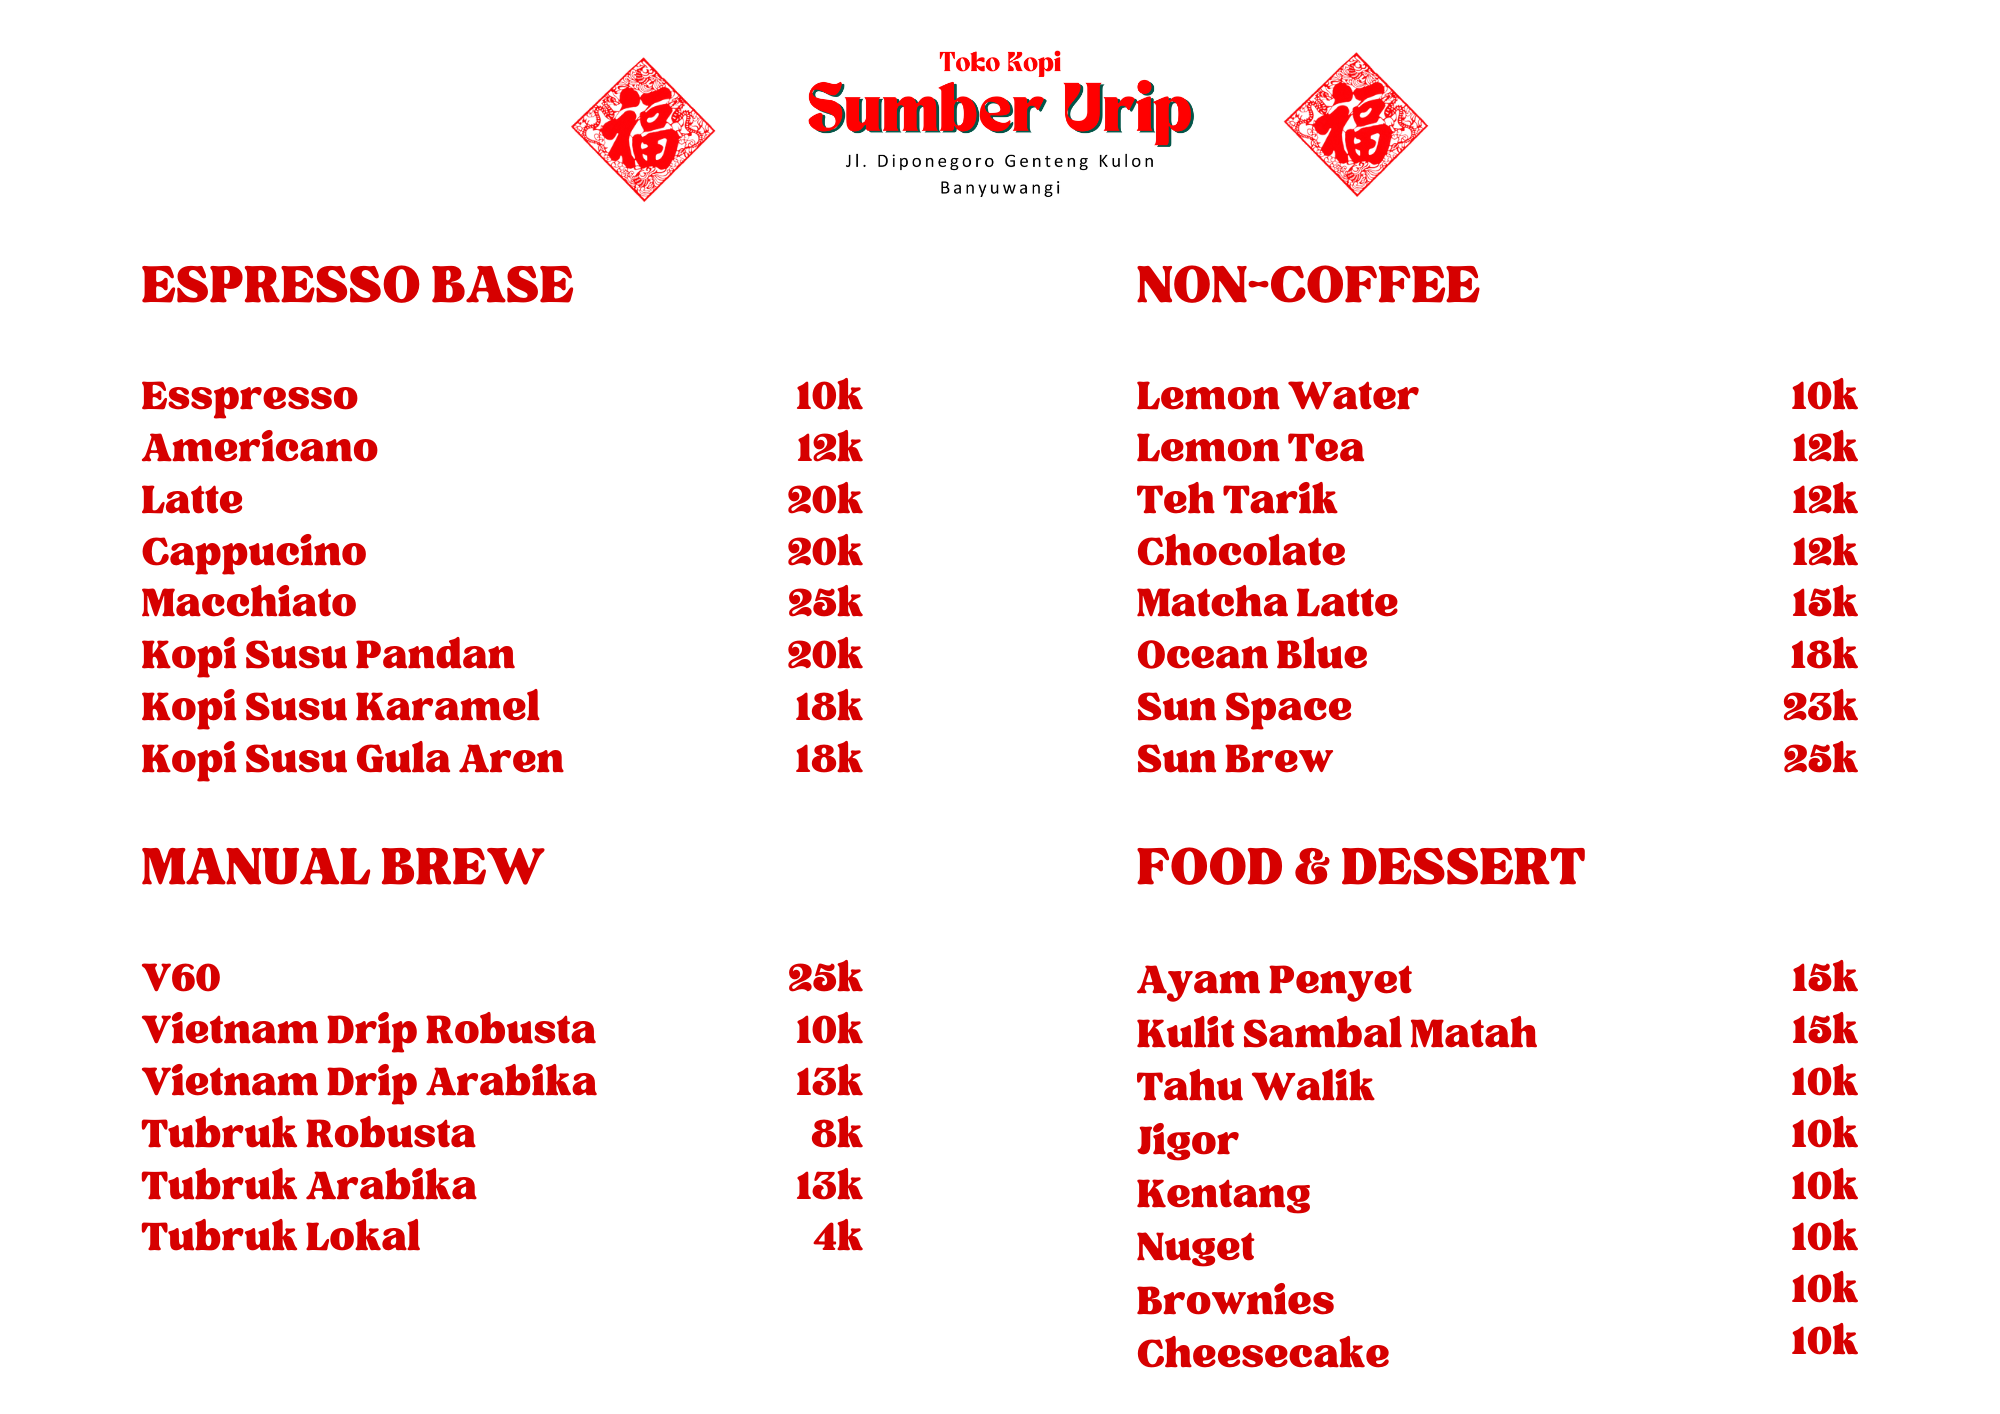 Toko Kopi
Sumber Urip
Jl. Diponegoro Genteng Kulon
Banyuwangi
福
福
ESPRESSO BASE
Esspresso 10k
Americano 12k
Latte 20k
Cappucino 20k
Macchiato 25k
Kopi Susu Pandan 20k
Kopi Susu Karamel 18k
Kopi Susu Gula Aren 18k
MANUAL BREW
V60 25k
Vietnam Drip Robusta 10k
Vietnam Drip Arabika 13k
Tubruk Robusta 8k
Tubruk Arabika 13k
Tubruk Lokal 4k
NON-COFFEE
Lemon Water 10k
Lemon Tea 12k
Teh Tarik 12k
Chocolate 12k
Matcha Latte 15k
Ocean Blue 18k
Sun Space 23k
Sun Brew 25k
FOOD & DESSERT
Ayam Penyet 15k
Kulit Sambal Matah 15k
Tahu Walik 10k
Jigor 10k
Kentang 10k
Nuget 10k
Brownies 10k
Cheesecake 10k